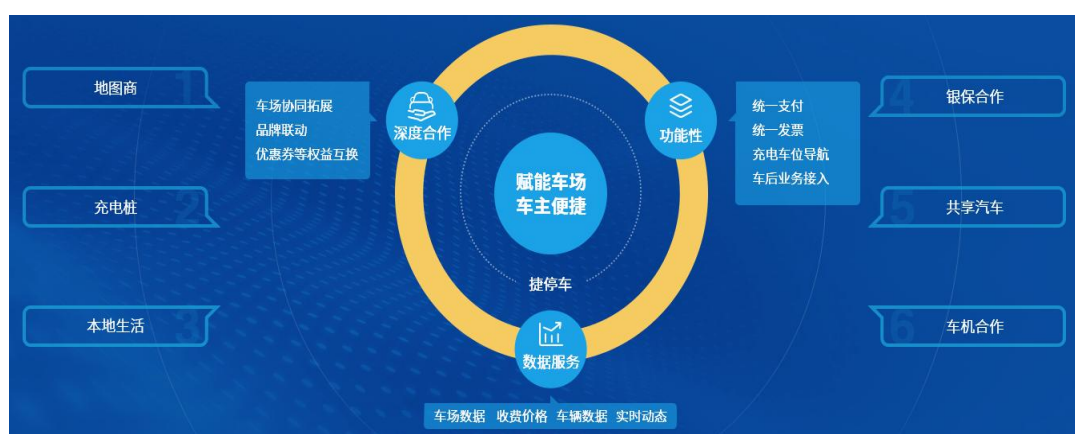 地图商
1
充电桩
2
本地生活
3
车场协同拓展
品牌联动
优惠券等权益互换
深度合作
赋能车场
车主便捷
捷停车
功能性
统一支付
统一发票
充电车位导航
车后业务接入
数据服务
车场数据 收费价格 车辆数据 实时动态
4
银保合作
5
共享汽车
6
车机合作